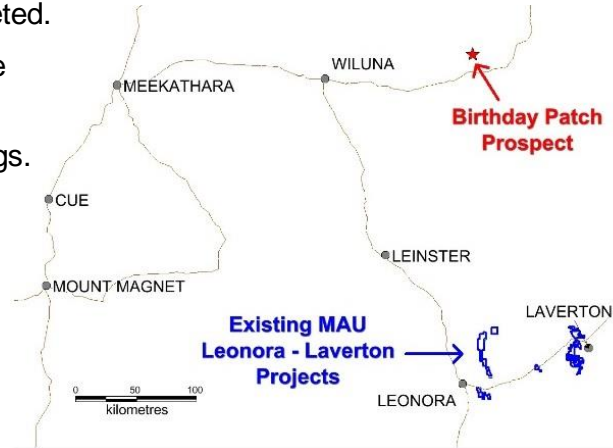 eted.
e
gs.
WILUNA
MEEKATHARA
Birthday Patch
Prospect
CUE
LEINSTER
MOUNT MAGNET
LAVERTON
Existing MAU
Leonora - Laverton
Projects
LEONORA
0 50 100
kilometres